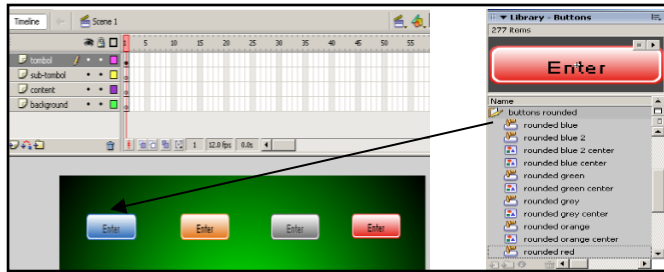 Timeline
Scene 1
1 5 10 15 20 25 30 35 40 45 50 55
tombol
sub-tombol
content
background
1 12.0 fps 0.0s
Enter Enter Enter Enter
Library - Buttons
277 items
Enter
Name
buttons rounded
rounded blue
rounded blue 2
rounded blue 2 center
rounded blue center
rounded green
rounded green center
rounded grey
rounded grey center
rounded orange
rounded orange center
rounded red